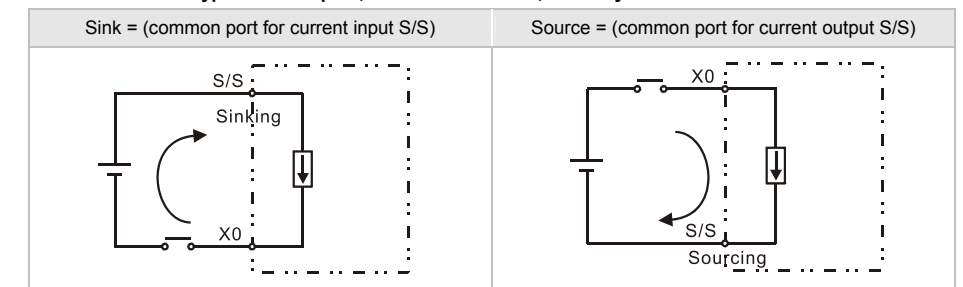 Sink = (common port for current input S/S)
Source = (common port for current output S/S)
S/S
Sinking
X0
X0
S/S
Sourcing